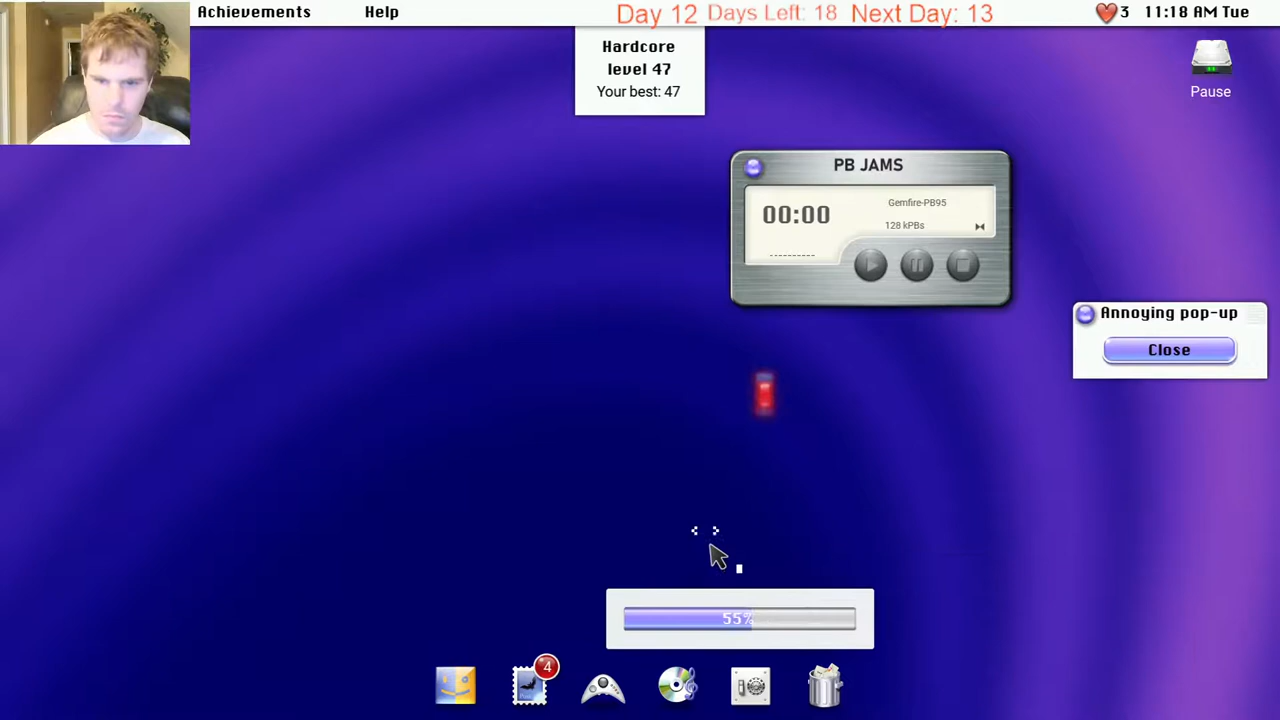 Achievements Help Day 12 Days Left: 18 Next Day: 13 3 11:18 AM Tue
Hardcore
level 47
Your best: 47
Pause
PB JAMS
00:00
Gemfire-PB95
128 kPBs
Annoying pop-up
Close
55%
4